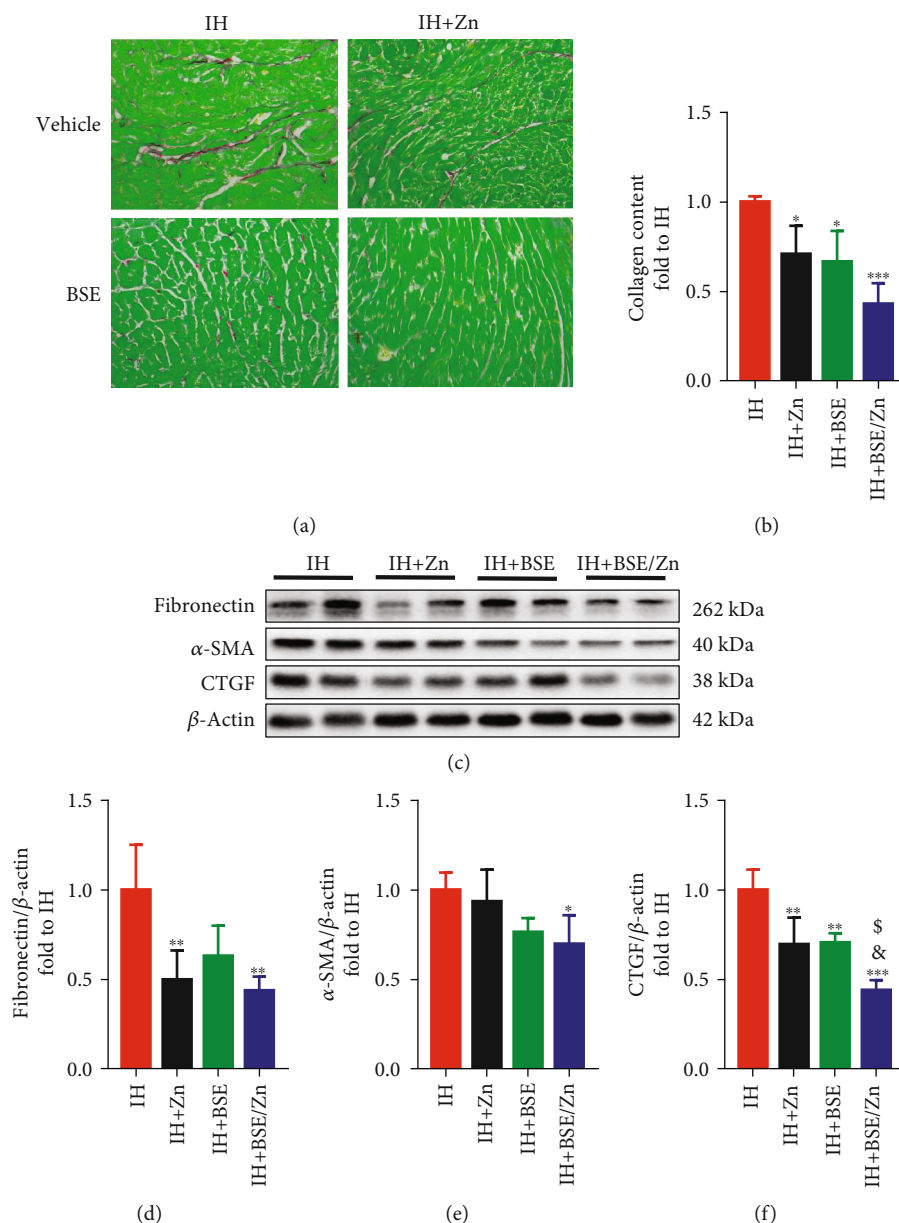 IH
IH+Zn
Vehicle
BSE
(a)
Collagen content
fold to IH
1.5
1.0
0.5
0.0
*
*
***
IH
IH+Zn
IH+BSE
IH+BSE/Zn
(b)
IH
IH+Zn
IH+BSE
IH+BSE/Zn
Fibronectin
262 kDa
α-SMA
40 kDa
CTGF
38 kDa
β-Actin
42 kDa
(c)
Fibronectin/β-actin
fold to IH
1.5
1.0
0.5
0.0
**
**
IH
IH+Zn
IH+BSE
IH+BSE/Zn
(d)
α-SMA/β-actin
fold to IH
1.5
1.0
0.5
0.0
*
IH
IH+Zn
IH+BSE
IH+BSE/Zn
(e)
CTGF/β-actin
fold to IH
1.5
1.0
0.5
0.0
**
**
$
&
***
IH
IH+Zn
IH+BSE
IH+BSE/Zn
(f)